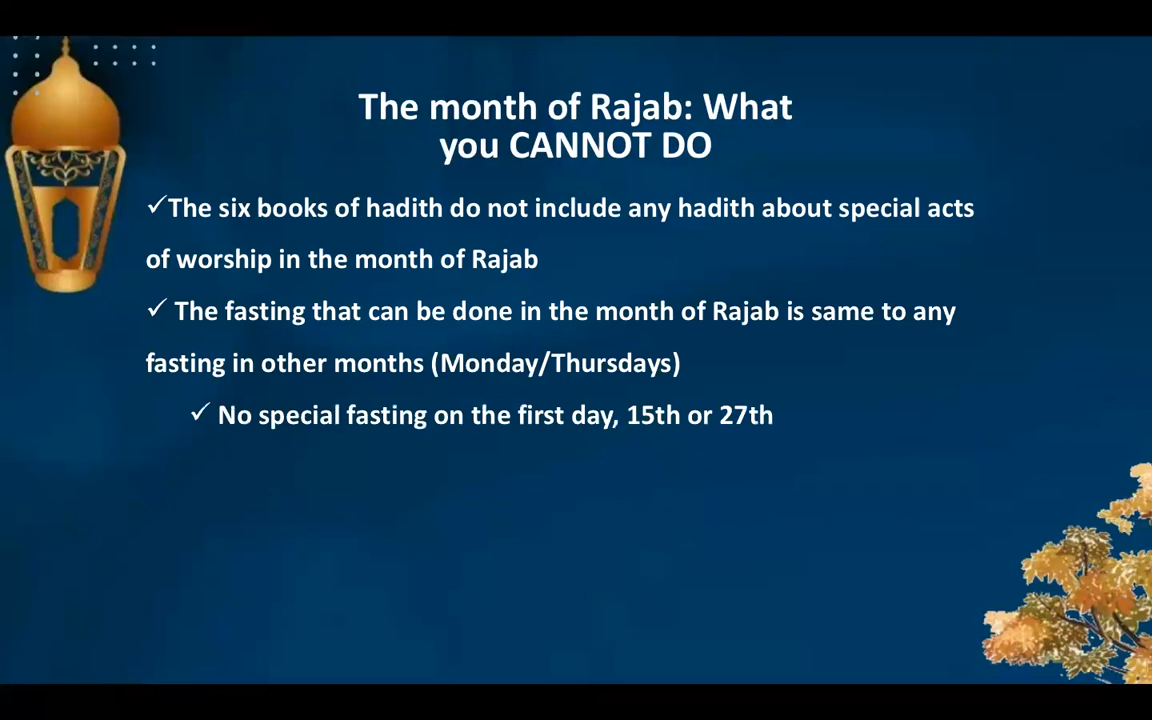 The month of Rajab: What
you CANNOT DO
✓The six books of hadith do not include any hadith about special acts
of worship in the month of Rajab
✓ The fasting that can be done in the month of Rajab is same to any
fasting in other months (Monday/Thursdays)
✓ No special fasting on the first day, 15th or 27th